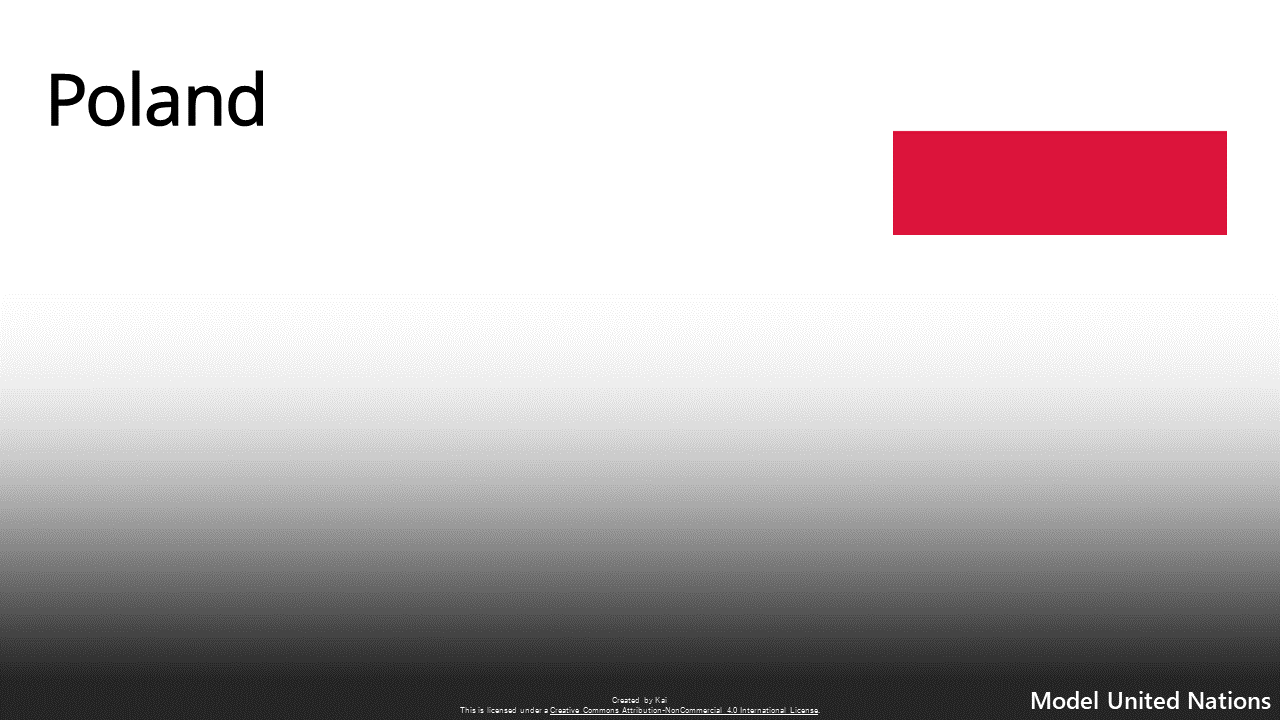 Poland
Created by Kai
This is licensed under a Creative Commons Attribution-NonCommercial 4.0 International License.
Model United Nations